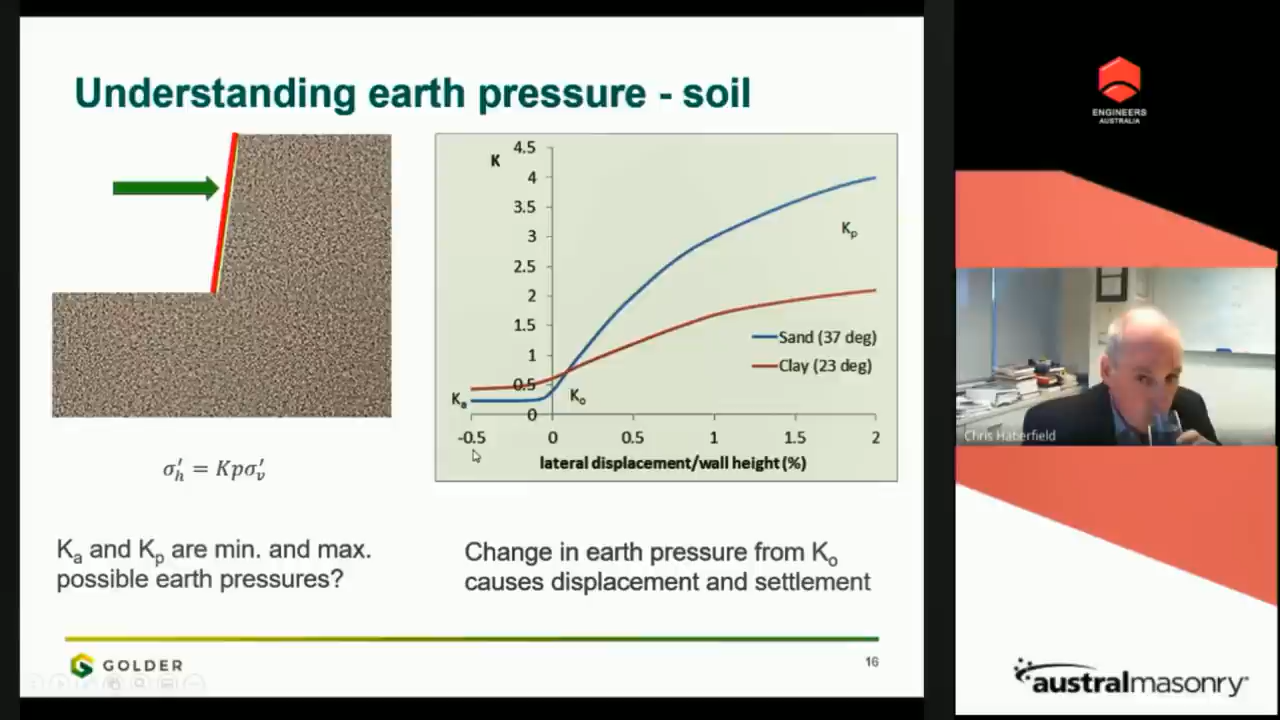 Understanding earth pressure - soil
K
4.5
4
3.5
3
2.5
2
1.5
1
0.5
0
Kp
Ka
Ko
Sand (37 deg)
Clay (23 deg)
-0.5 0 0.5 1 1.5 2
lateral displacement/wall height (%)
σ′h = Kpσ′v
Ka and Kp are min. and max.
possible earth pressures?
Change in earth pressure from Ko
causes displacement and settlement
GOLDER
16
ENGINEERS
AUSTRALIA
Chris Haberfield
australmasonry